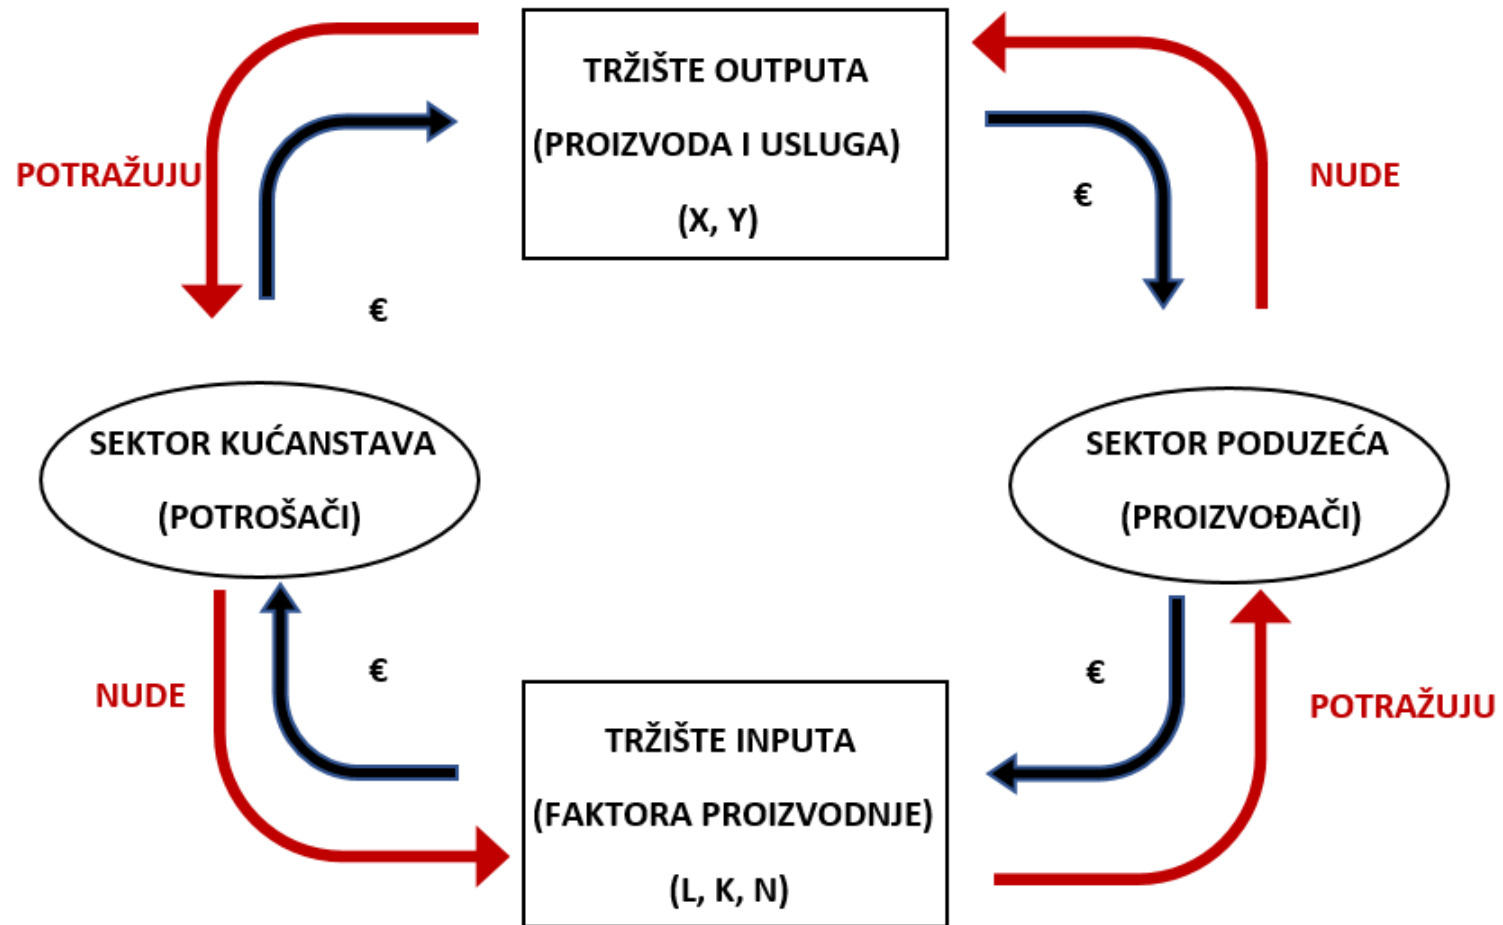 TRŽIŠTE OUTPUTA
(PROIZVODA I USLUGA)
(X, Y)
POTRAŽUJU
€
€
NUDE
SEKTOR KUĆANSTAVA
(POTROŠAČI)
SEKTOR PODUZEĆA
(PROIZVOĐAČI)
NUDE
€
€
POTRAŽUJU
TRŽIŠTE INPUTA
(FAKTORA PROIZVODNJE)
(L, K, N)